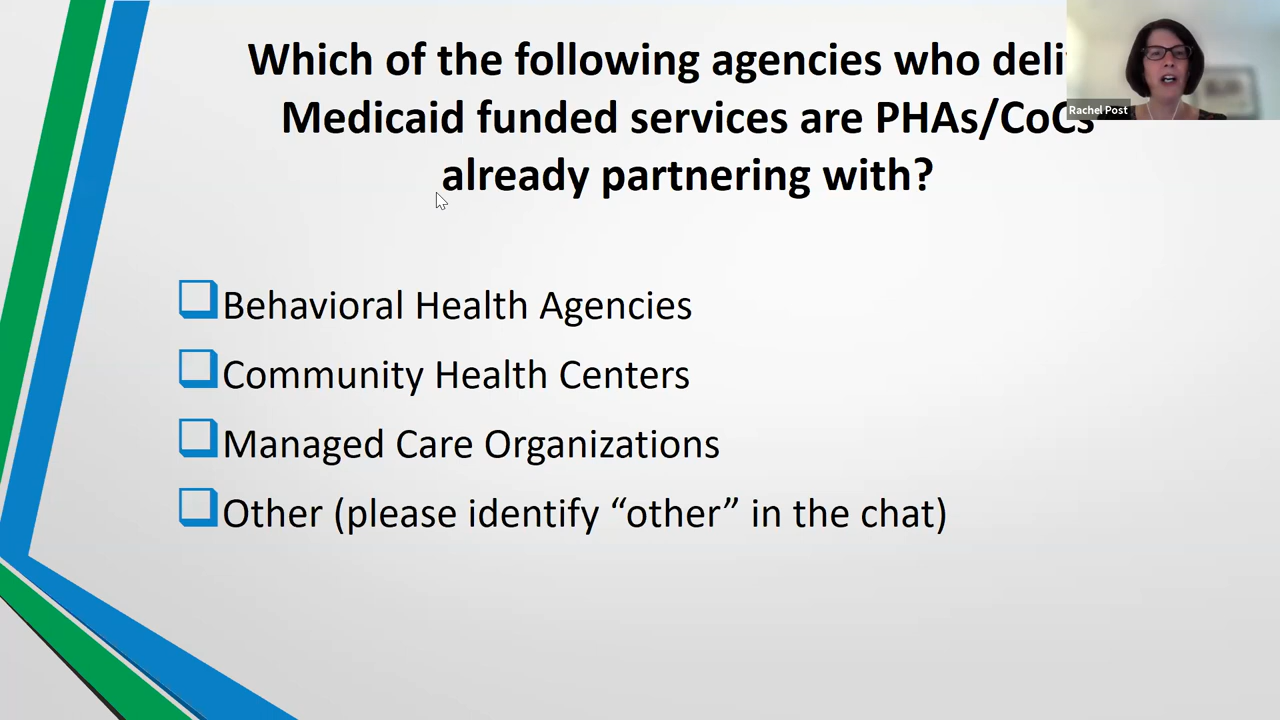 Which of the following agencies who
Medicaid funded services are PHAs/CoCs
already partnering with?
Rachel Post
Behavioral Health Agencies
Community Health Centers
Managed Care Organizations
Other (please identify “other” in the chat)